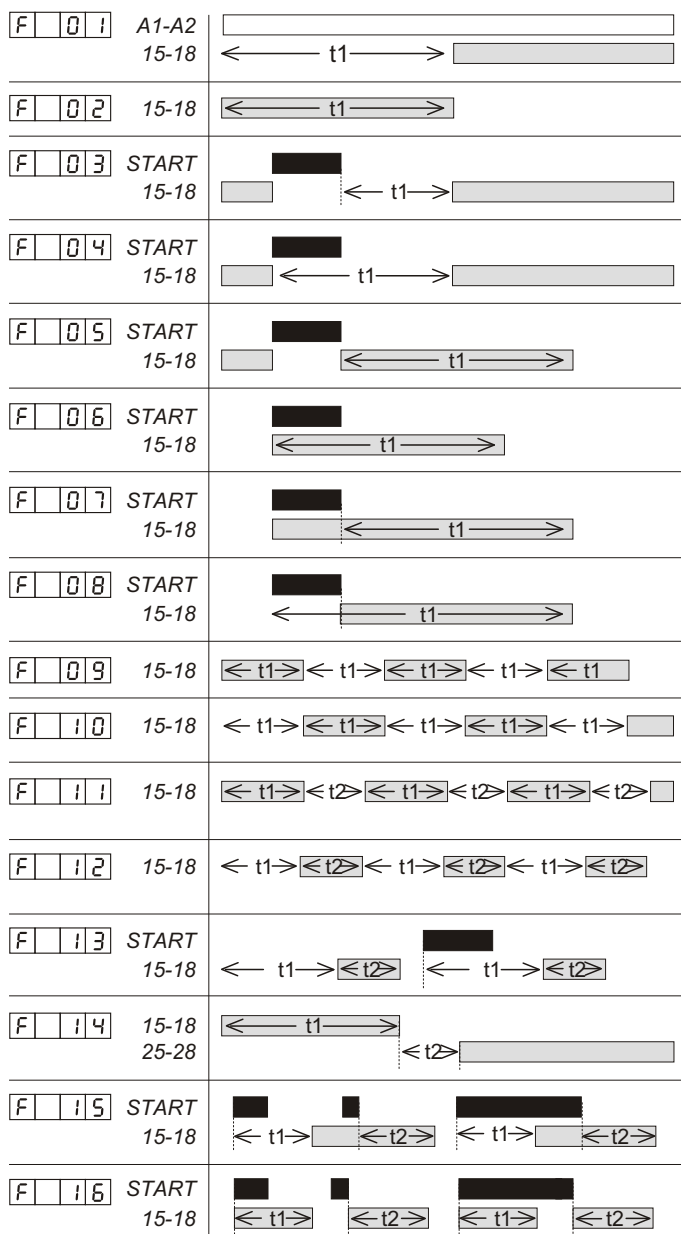 F 01 A1-A2
15-18 t1
F 02 15-18 t1
F 03 START
15-18 t1
F 04 START
15-18 t1
F 05 START
15-18 t1
F 06 START
15-18 t1
F 07 START
15-18 t1
F 08 START
15-18 t1
F 09 15-18 t1 t1 t1 t1 t1
F 10 15-18 t1 t1 t1 t1 t1
F 11 15-18 t1 t2 t1 t2 t1 t2
F 12 15-18 t1 t2 t1 t2 t1 t2
F 13 START
15-18 t1 t2 t1 t2
F 14 15-18 t1
25-28 t2
F 15 START
15-18 t1 t2 t1 t2
F 16 START
15-18 t1 t2 t1 t2